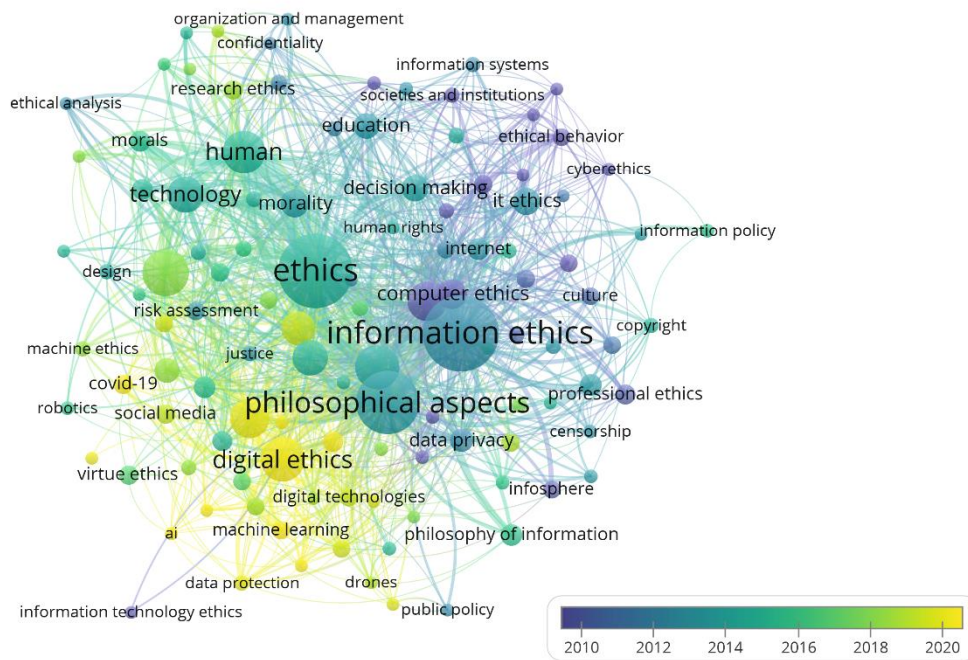 organization and management
confidentiality
information systems
research ethics
societies and institutions
ethical analysis
education
ethical behavior
morals
human
cyberethics
technology
morality
decision making
it ethics
human rights
information policy
internet
design
ethics
computer ethics
culture
risk assessment
copyright
information ethics
machine ethics
justice
covid-19
professional ethics
robotics
social media
philosophical aspects
censorship
data privacy
digital ethics
virtue ethics
infosphere
digital technologies
ai
machine learning
philosophy of information
data protection
drones
information technology ethics
public policy
2010 2012 2014 2016 2018 2020